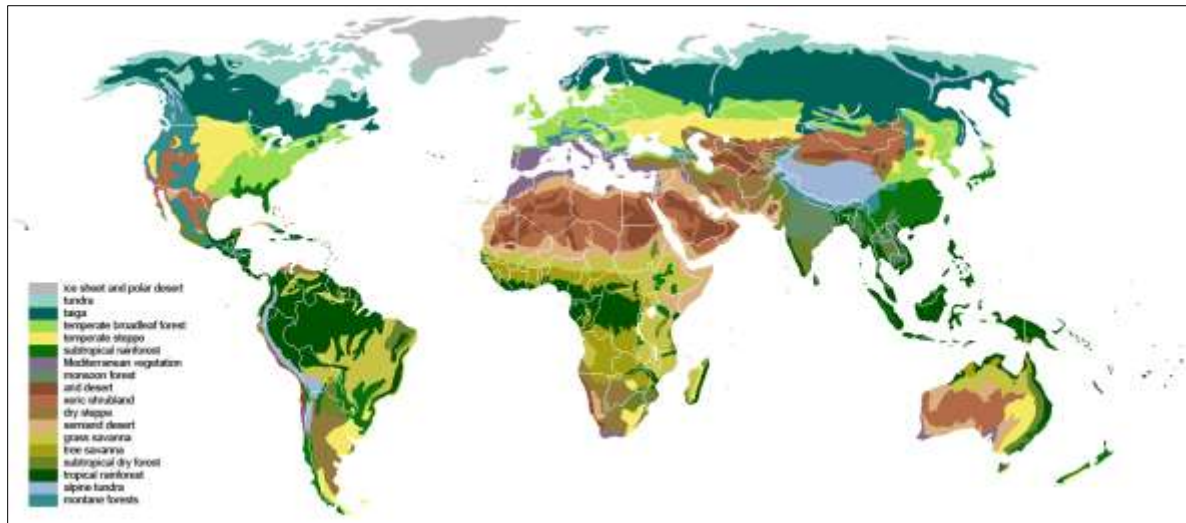 ice sheet and polar desert
tundra
taiga
temperate broadleaf forest
temperate steppe
subtropical rainforest
Mediterranean vegetation
monsoon forest
arid desert
xeric shrubland
dry steppe
semiarid desert
grass savanna
tree savanna
subtropical dry forest
tropical rainforest
alpine tundra
montane forests